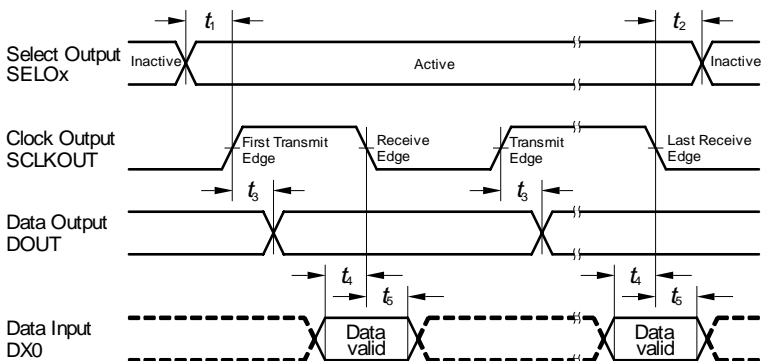 t1
t2
Select Output
SELOx
Inactive
Active
Inactive
Clock Output
SCLKOUT
First Transmit
Edge
Receive
Edge
Transmit
Edge
Last Receive
Edge
t3
t3
Data Output
DOUT
t4
t4
t5
t5
Data Input
DX0
Data
valid
Data
valid